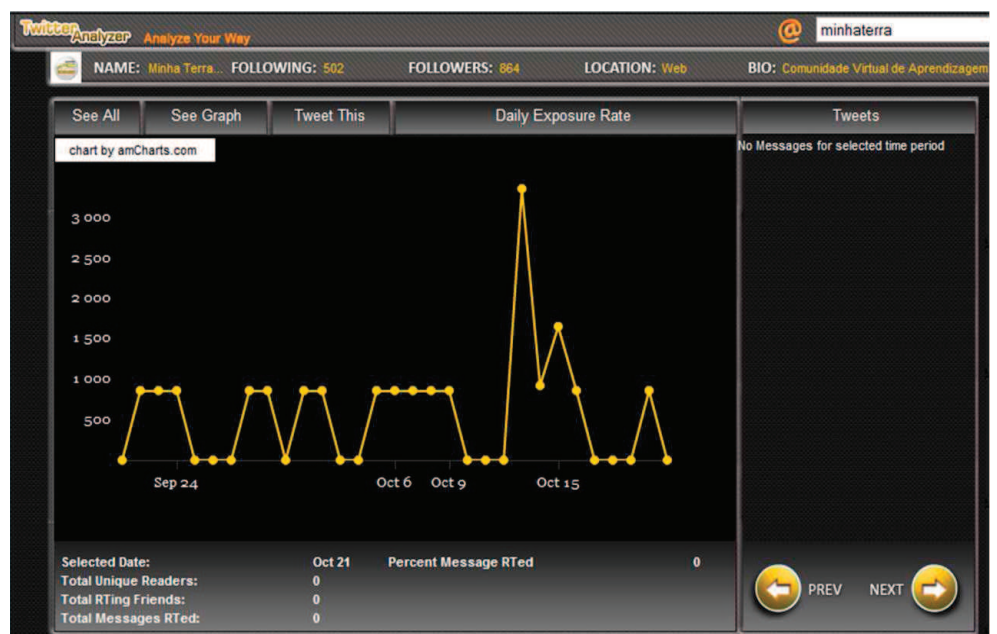 TwitterAnalyzer Analyze Your Way @ minhaterra
NAME: Minha Terra... FOLLOWING: 502 FOLLOWERS: 864 LOCATION: Web BIO: Comunidade Virtual de Aprendizagem
See All See Graph Tweet This Daily Exposure Rate Tweets
chart by amCharts.com
No Messages for selected time period
3 000
2 500
2 000
1 500
1 000
500
Sep 24 Oct 6 Oct 9 Oct 15
Selected Date: Oct 21 Percent Message RTed 0
Total Unique Readers: 0
Total RTing Friends: 0
Total Messages RTed: 0
PREV NEXT